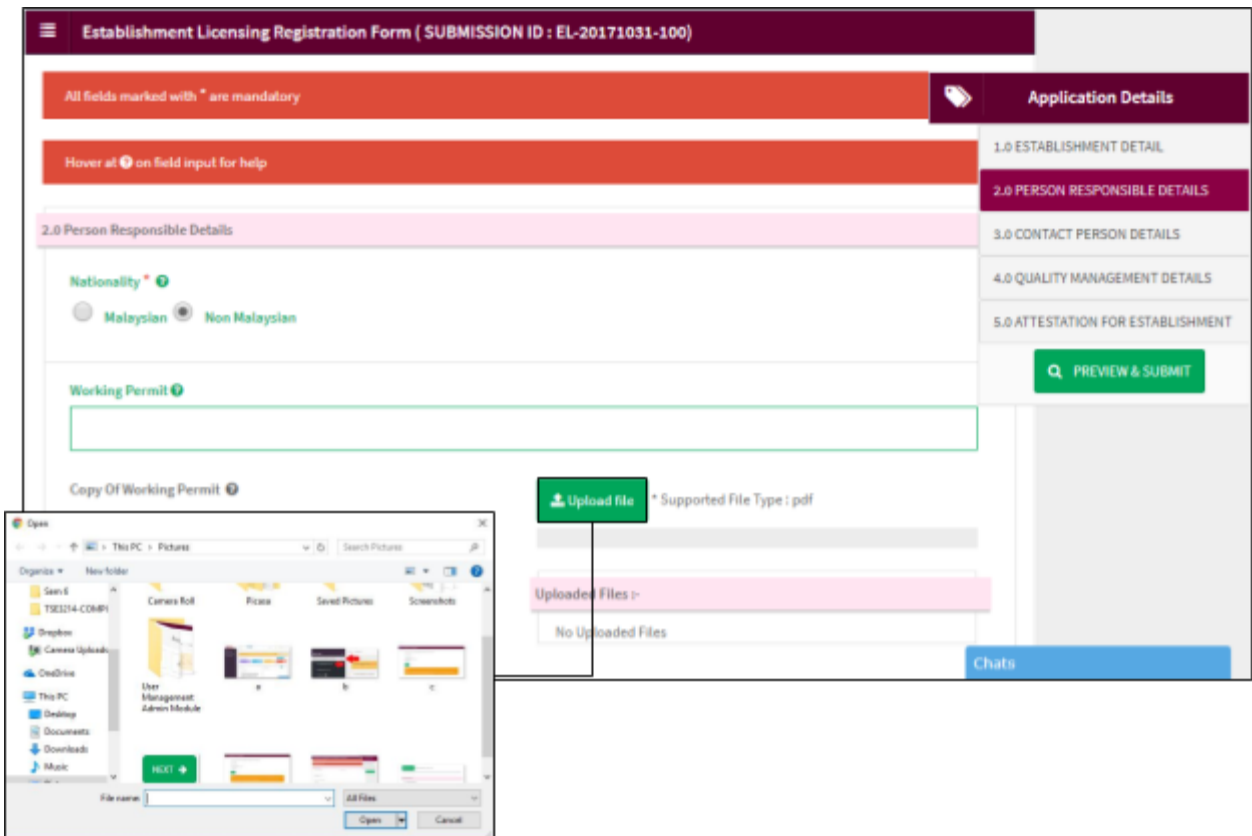 Establishment Licensing Registration Form ( SUBMISSION ID : EL-20171031-100)
All fields marked with * are mandatory
Hover at ? on field input for help
2.0 Person Responsible Details
Nationality * ?
Malaysian Non Malaysian
Working Permit ?
Copy Of Working Permit ?
Upload file * Supported File Type : pdf
Uploaded Files :-
No Uploaded Files
Application Details
1.0 ESTABLISHMENT DETAIL
2.0 PERSON RESPONSIBLE DETAILS
3.0 CONTACT PERSON DETAILS
4.0 QUALITY MANAGEMENT DETAILS
5.0 ATTESTATION FOR ESTABLISHMENT
PREVIEW & SUBMIT
Chats
Open
This PC > Pictures
Search Pictures
Organize New folder
Sem 6
Dropbox
Camera Uploads
OneDrive
This PC
Desktop
Documents
Downloads
Music
Camera Roll Picasa Saved Pictures Screenshots
User
Management
Admin Module
a b c
NEXT
File name: All Files
Open Cancel